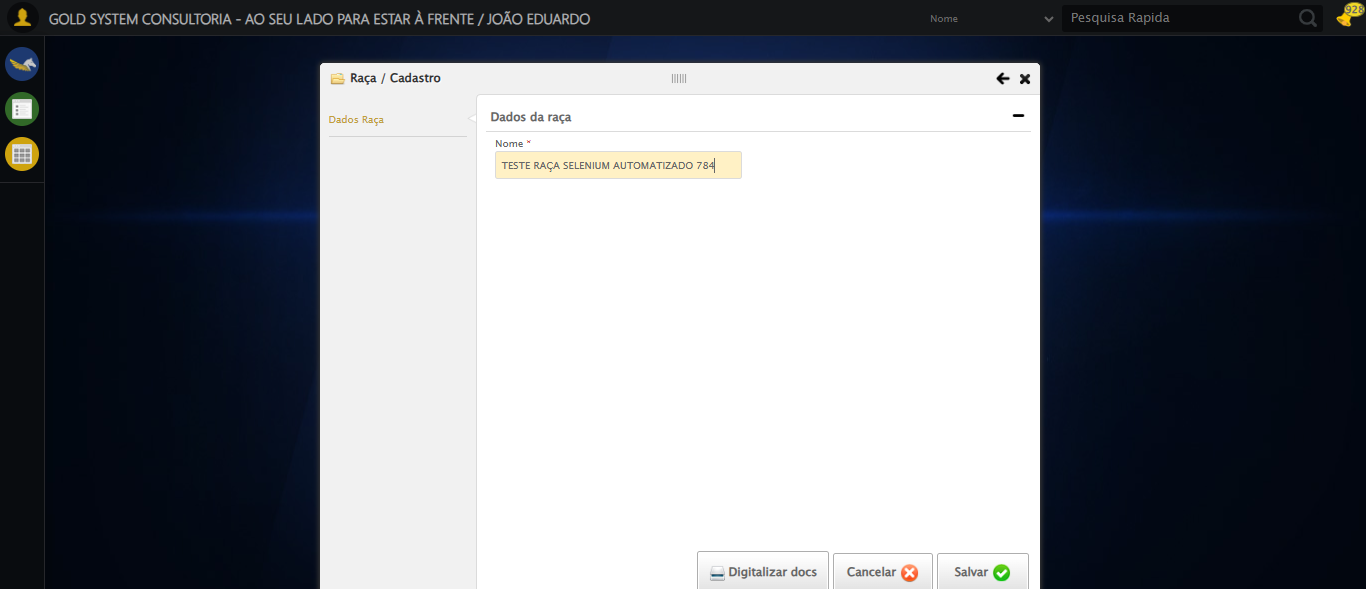 GOLD SYSTEM CONSULTORIA - AO SEU LADO PARA ESTAR À FRENTE / JOÃO EDUARDO
Nome
Pesquisa Rapida
928
Raça / Cadastro
Dados Raça
Dados da raça
Nome *
TESTE RAÇA SELENIUM AUTOMATIZADO 784
Digitalizar docs
Cancelar
Salvar